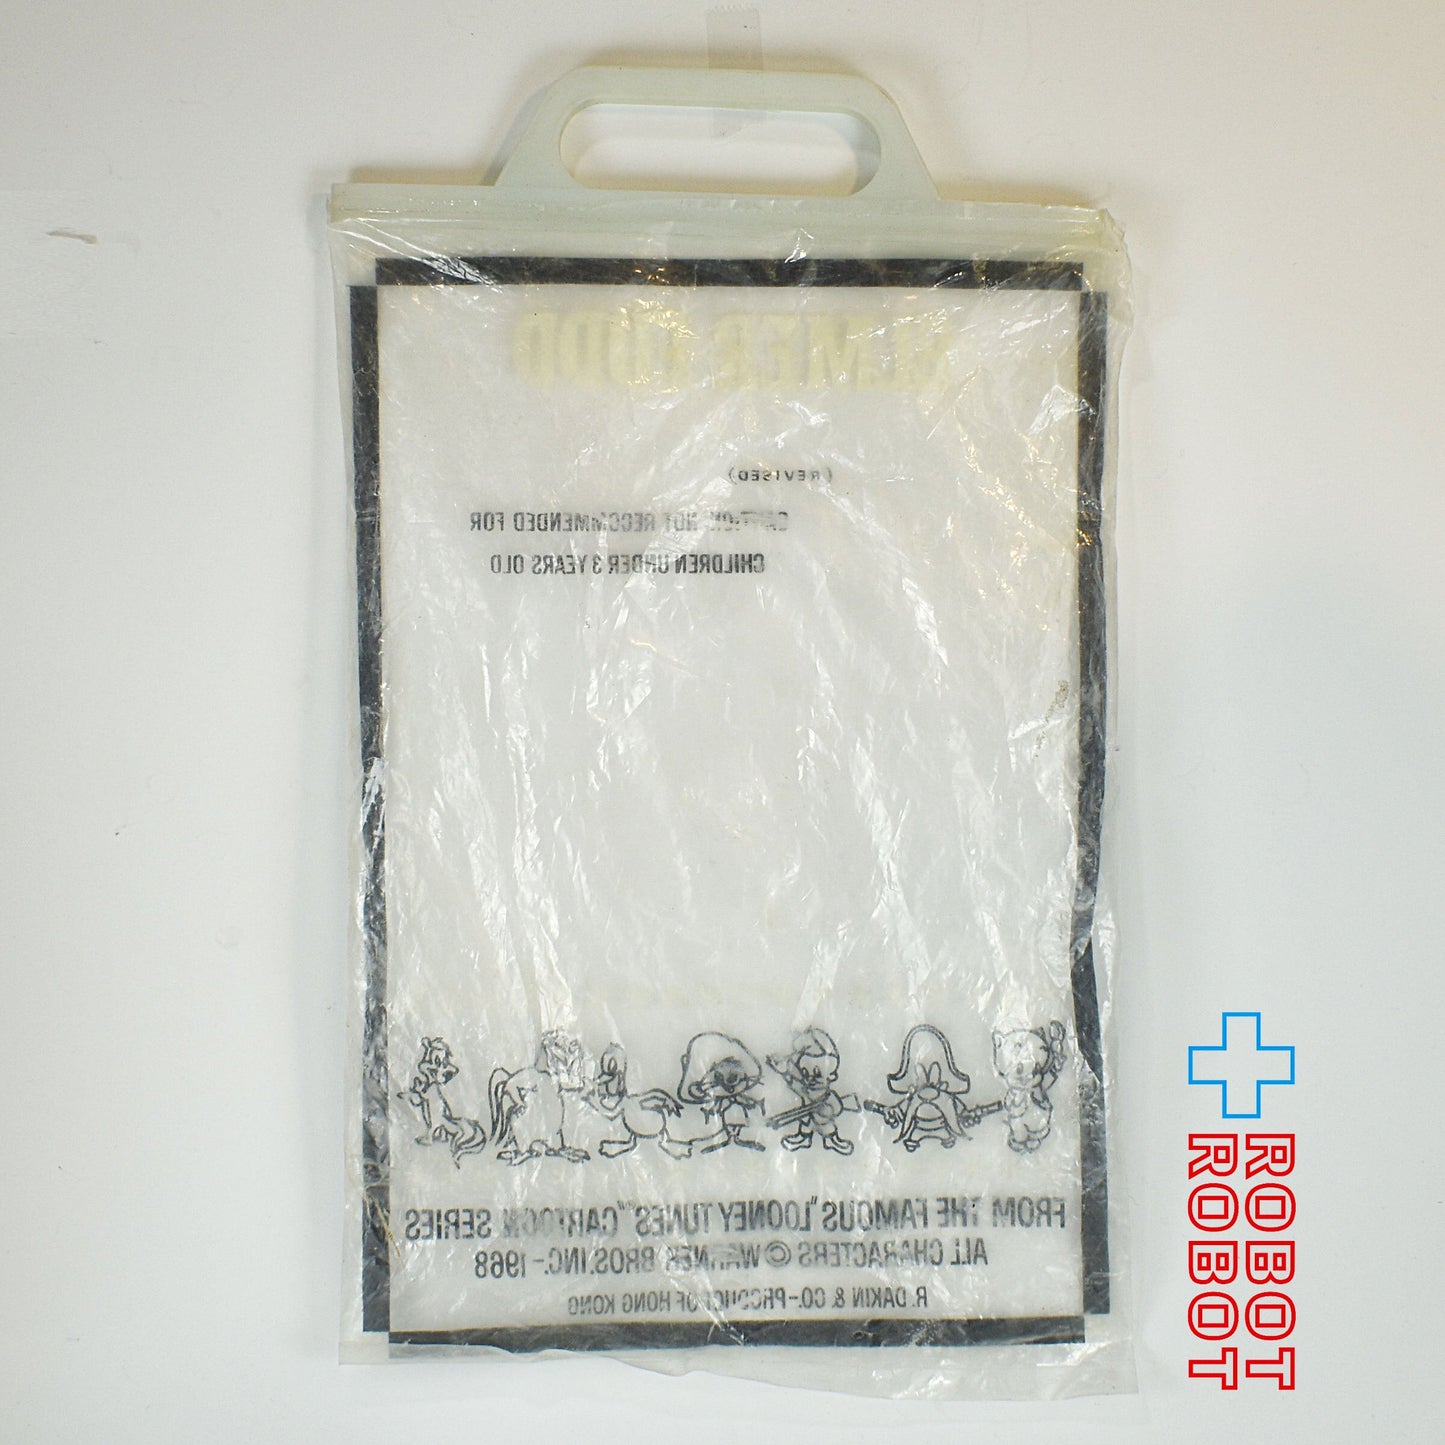 ELMER FUDD
(REVISED)
CAUTION NOT RECOMMENDED FOR
CHILDREN UNDER 3 YEARS OLD
FROM THE FAMOUS "LOONEY TUNES" CARTOON SERIES
ALL CHARACTERS © WARNER BROS. INC.-1968
R. DAKIN & CO.-PRODUCT OF HONG KONG
ROBOT
ROBOT